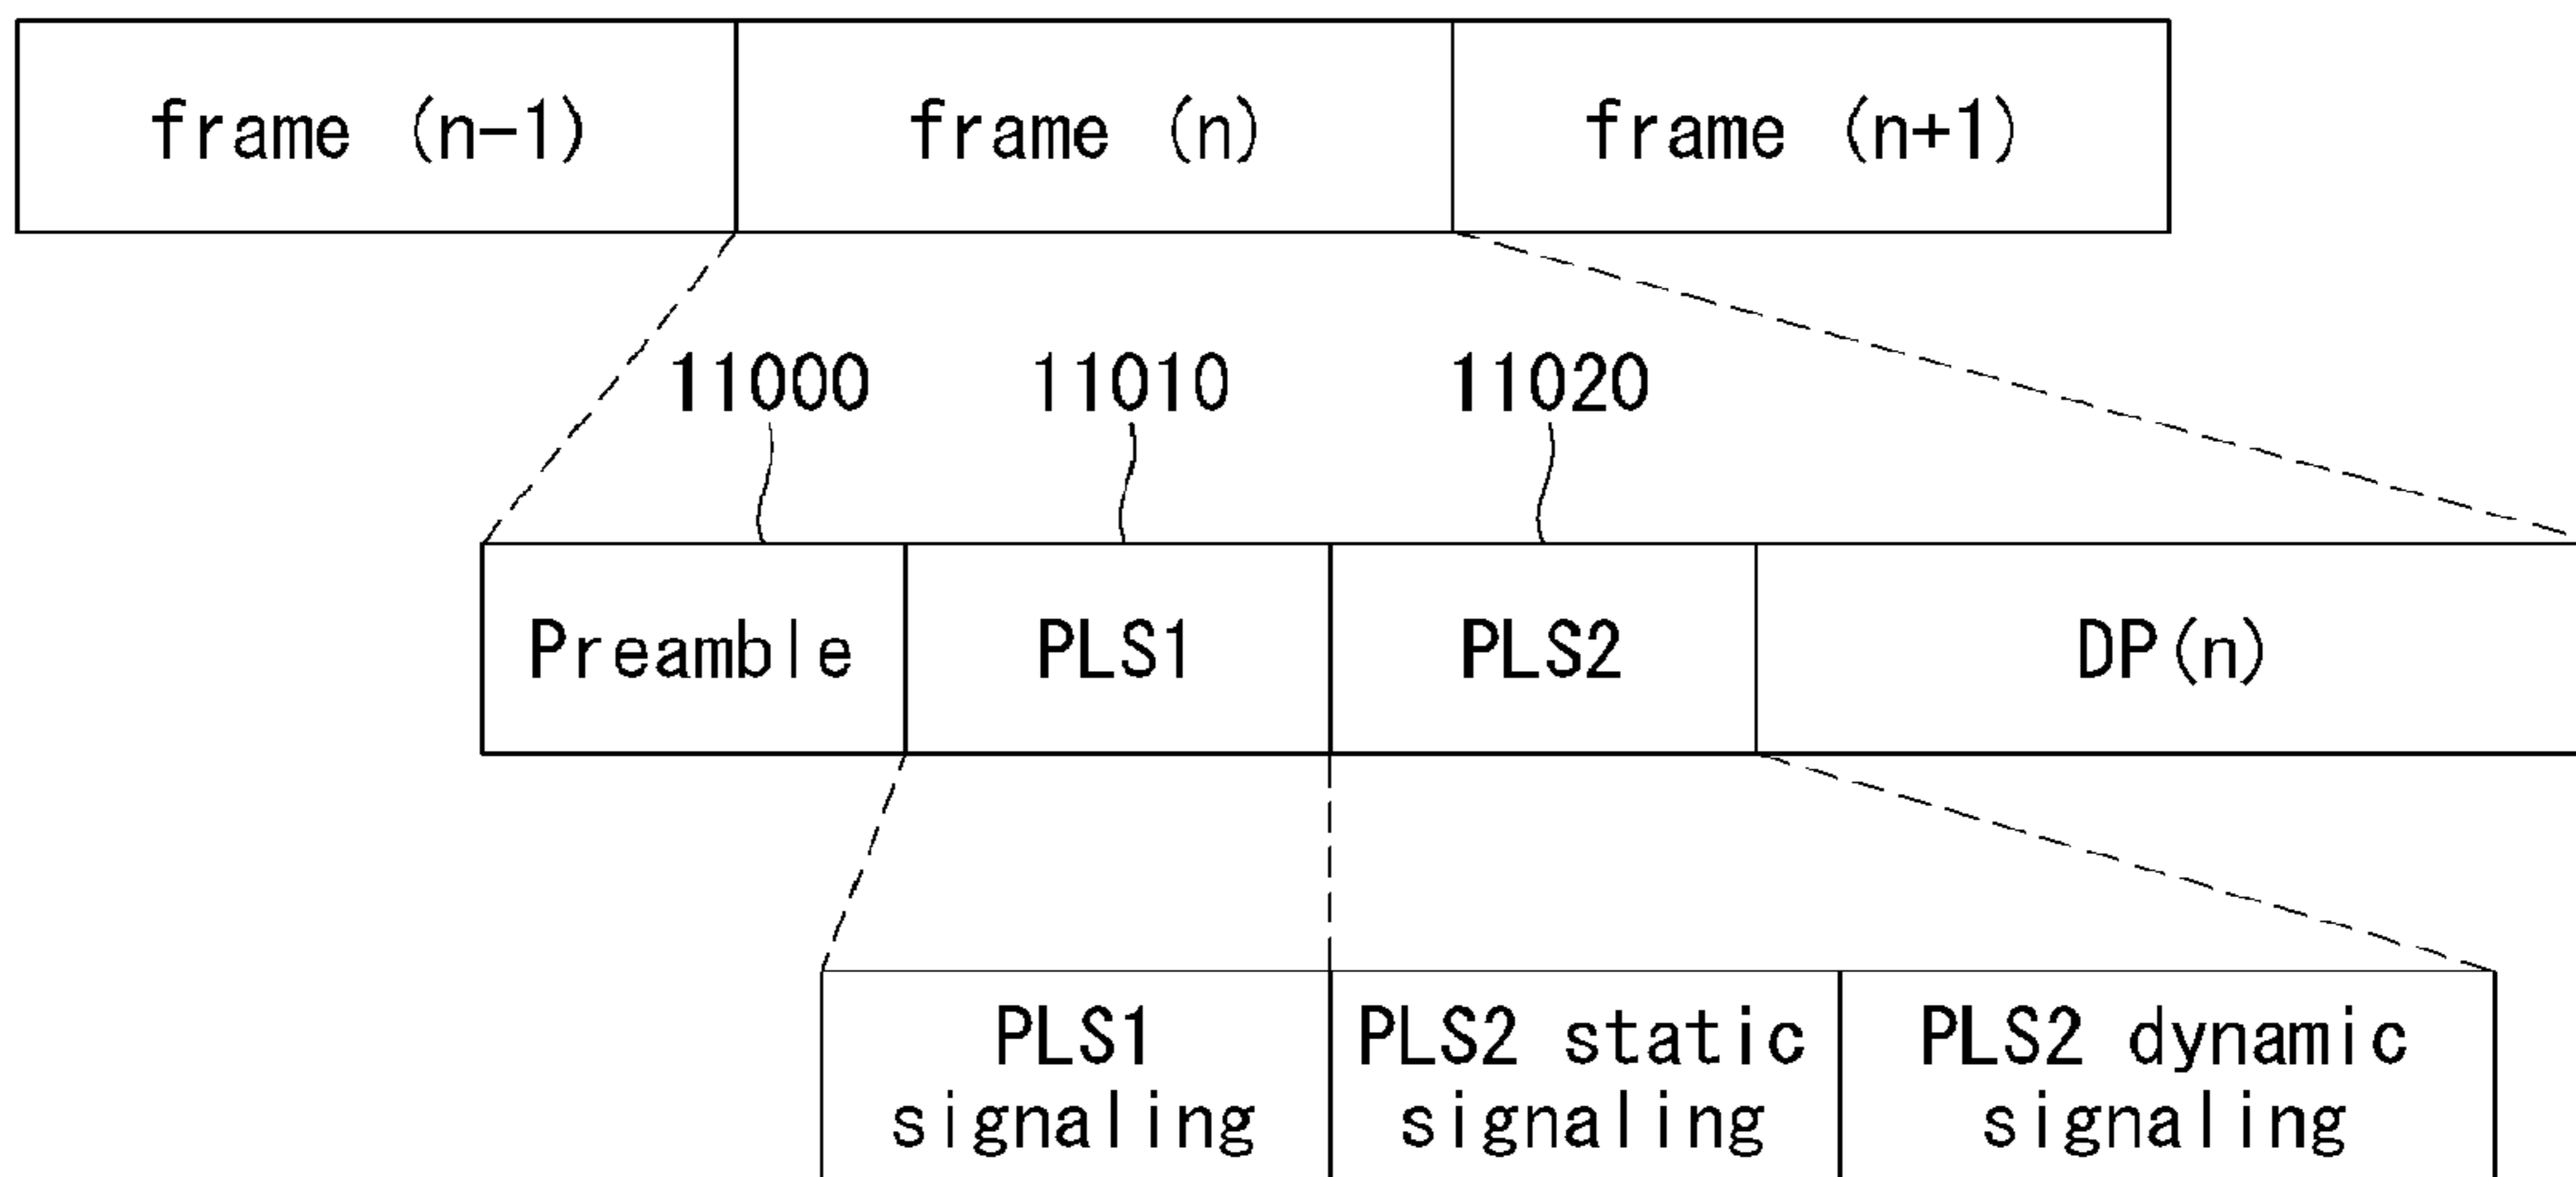 frame (n-1)
frame (n)
frame (n+1)
11000
11010
11020
Preamble
PLS1
PLS2
DP(n)
PLS1
signaling
PLS2 static
signaling
PLS2 dynamic
signaling